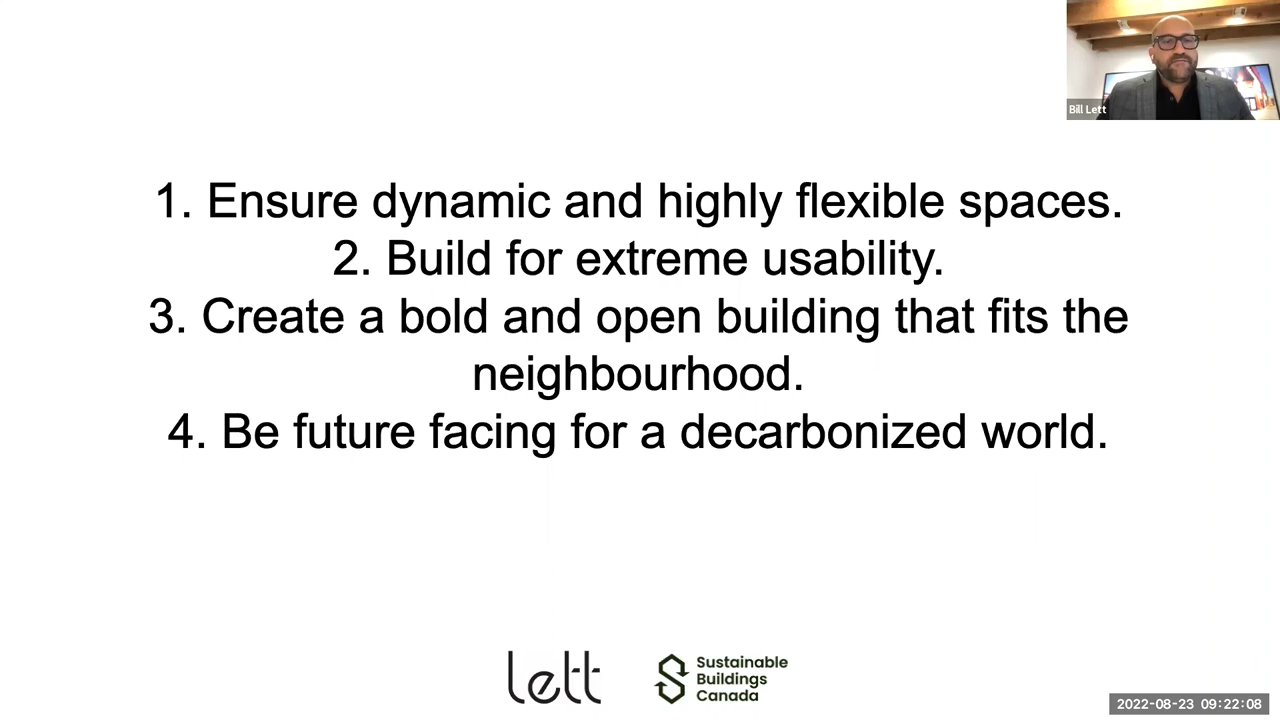 Bill Lett
1. Ensure dynamic and highly flexible spaces.
2. Build for extreme usability.
3. Create a bold and open building that fits the
neighbourhood.
4. Be future facing for a decarbonized world.
lett
Sustainable
Buildings
Canada
2022-08-23 09:22:08